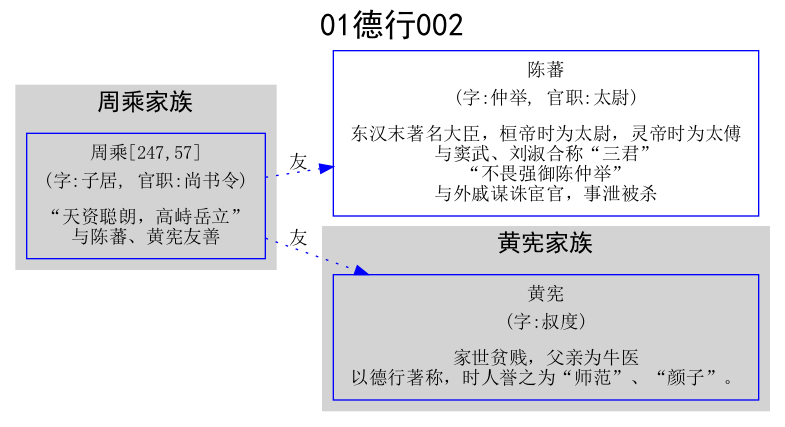 01德行002
周乘家族
周乘[247,57]
(字:子居, 官职:尚书令)
“天资聪朗，高峙岳立”
与陈蕃、黄宪友善
友
友
陈蕃
(字:仲举, 官职:太尉)
东汉末著名大臣，桓帝时为太尉，灵帝时为太傅
与窦武、刘淑合称“三君”
“不畏强御陈仲举”
与外戚谋诛宦官，事泄被杀
黄宪家族
黄宪
(字:叔度)
家世贫贱，父亲为牛医
以德行著称，时人誉之为“师范”、“颜子”。